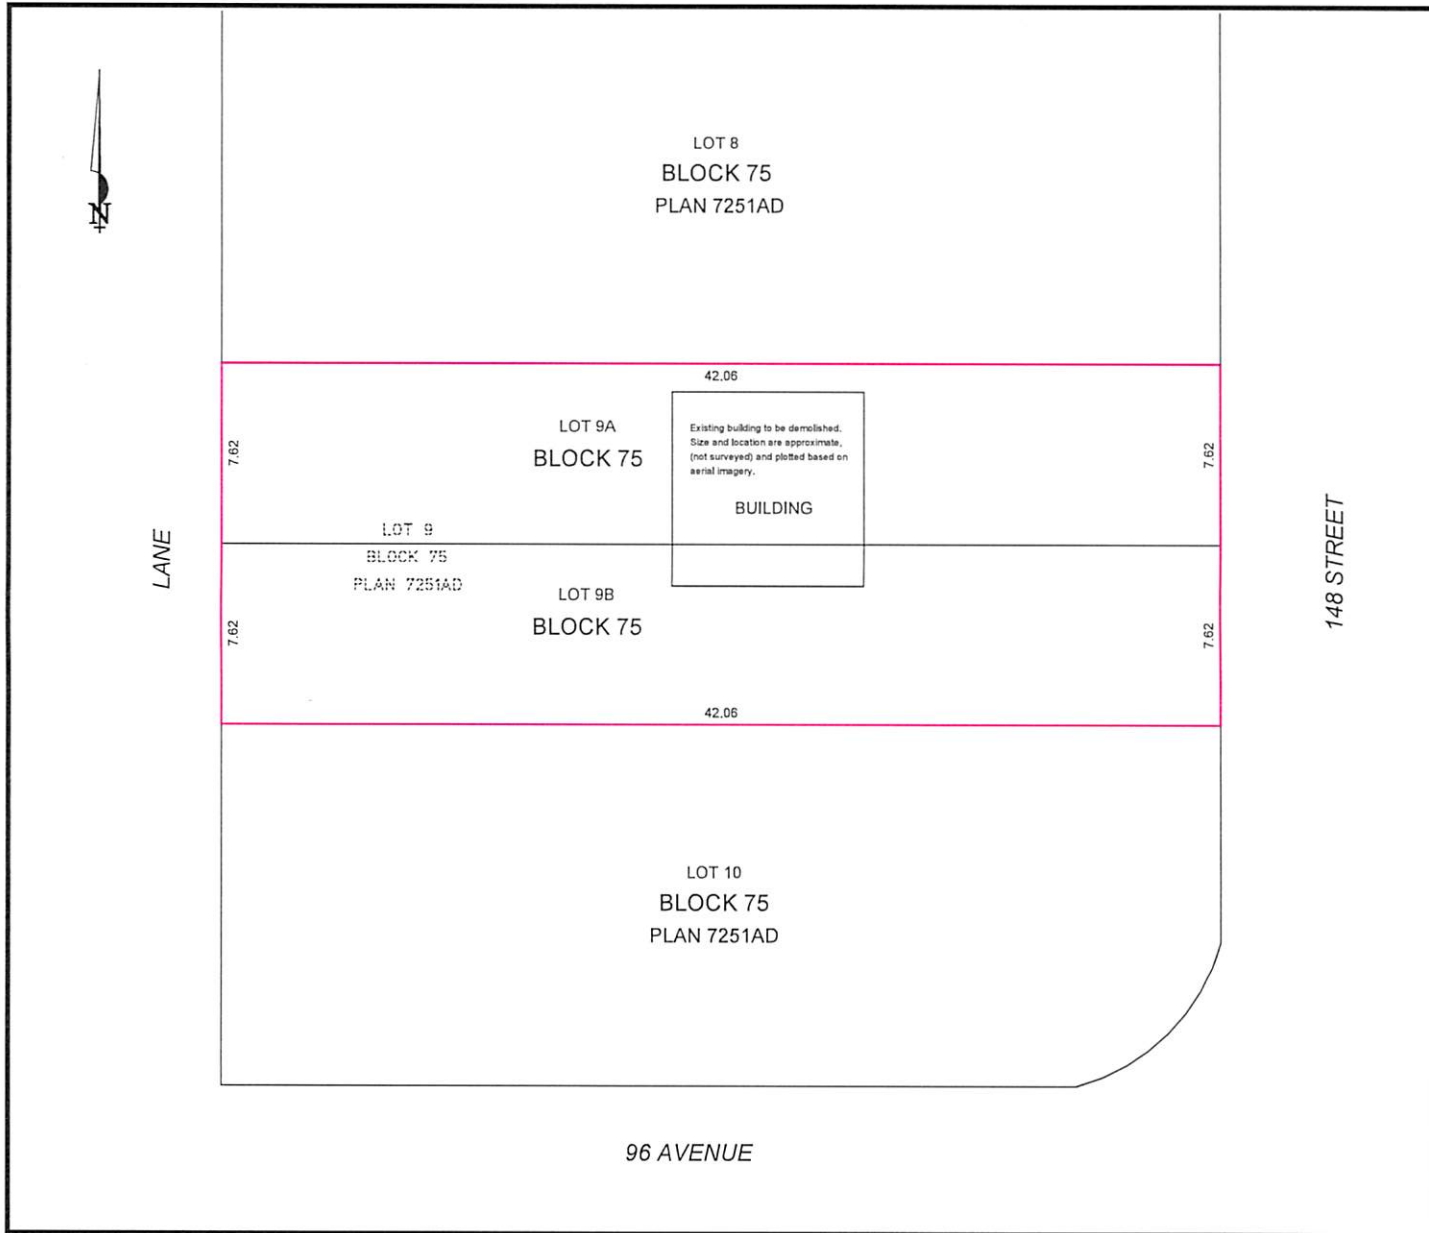 LOT 8
BLOCK 75
PLAN 7251AD
N
42.06
LOT 9A
BLOCK 75
Existing building to be demolished.
Size and location are approximate,
(not surveyed) and plotted based on
aerial imagery.
BUILDING
7.62
7.62
LOT 9
BLOCK 75
PLAN 7251AD
LANE
148 STREET
LOT 9B
BLOCK 75
7.62
7.62
42.06
LOT 10
BLOCK 75
PLAN 7251AD
96 AVENUE